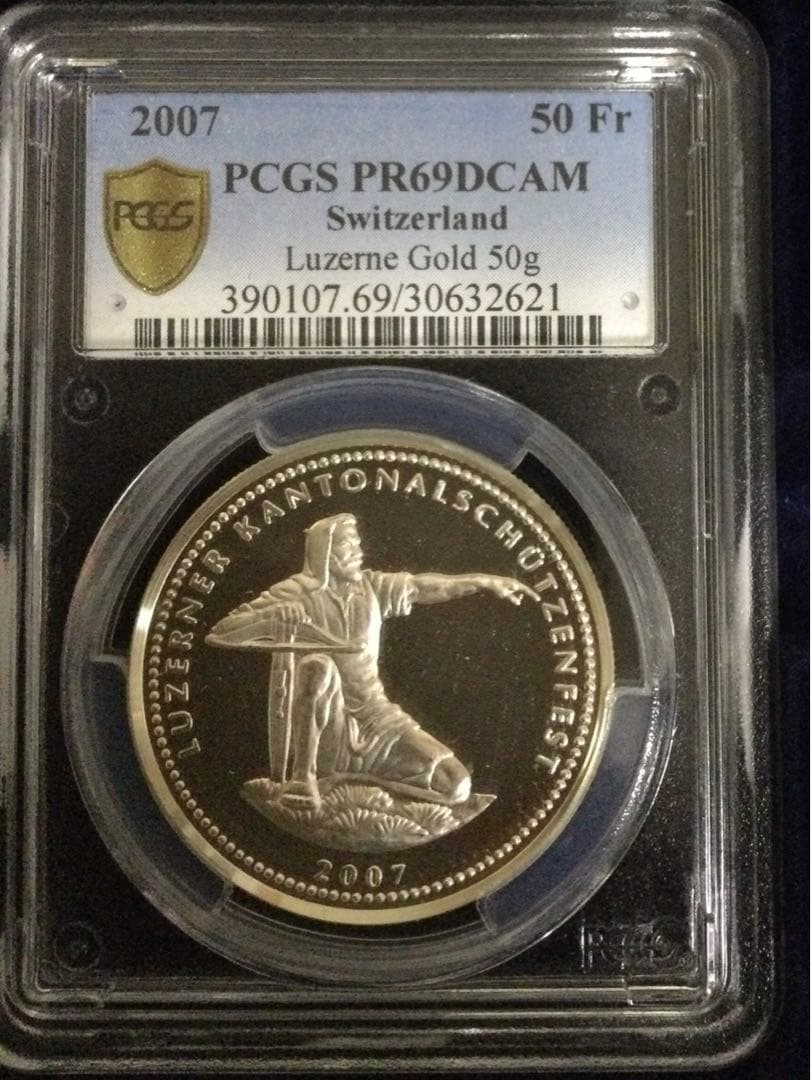 2007 50 Fr
PCGS PR69DCAM
PCGS
Switzerland
Luzerne Gold 50g
390107.69/30632621
LUZERNER KANTONALSCHÜTZENFEST
2007
PCGS